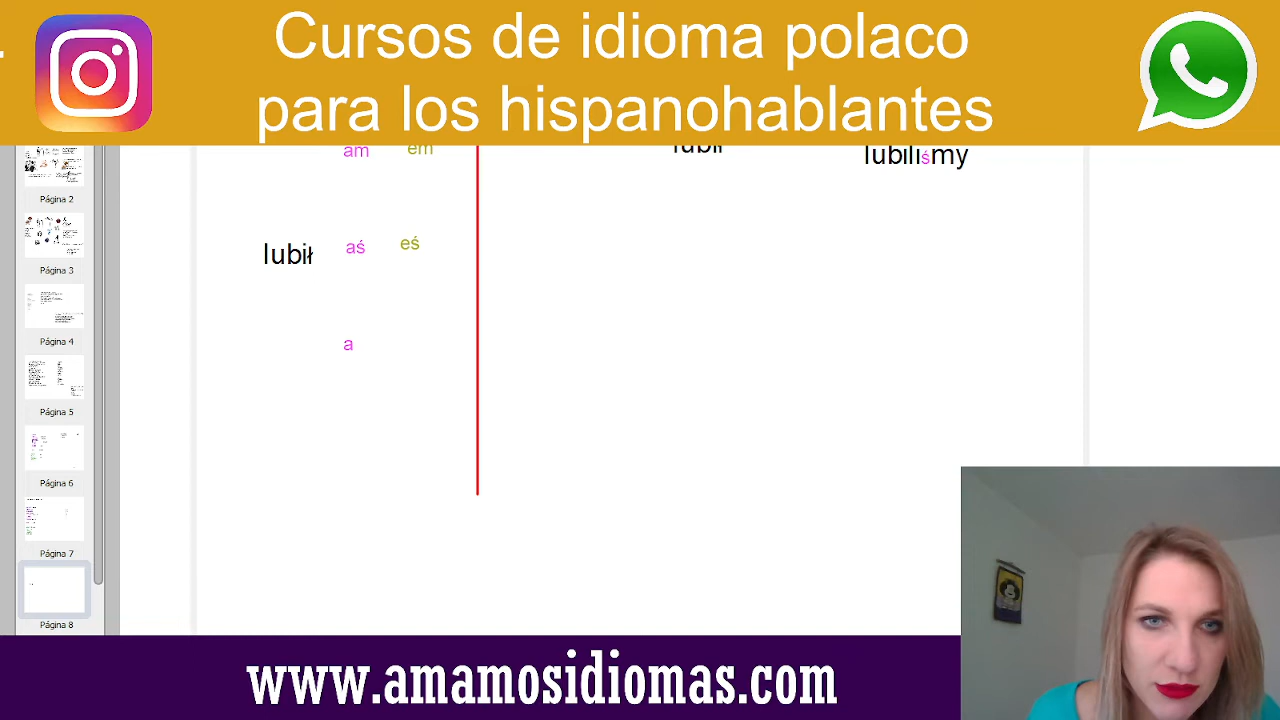 Cursos de idioma polaco
para los hispanohablantes
am em lubił lubiliśmy
Página 2
lubił aś eś
Página 3
a
Página 4
Página 5
Página 6
Página 7
Página 8
www.amamosidiomas.com